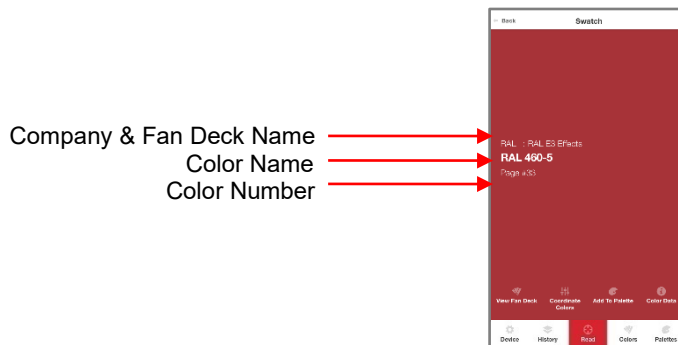 Back Swatch
Company & Fan Deck Name
RAL : RAL E3 Effects
Color Name
RAL 460-5
Color Number
Page #33
View Fan Deck Coordinate Colors Add To Palette Color Data
Device History Read Colors Palettes